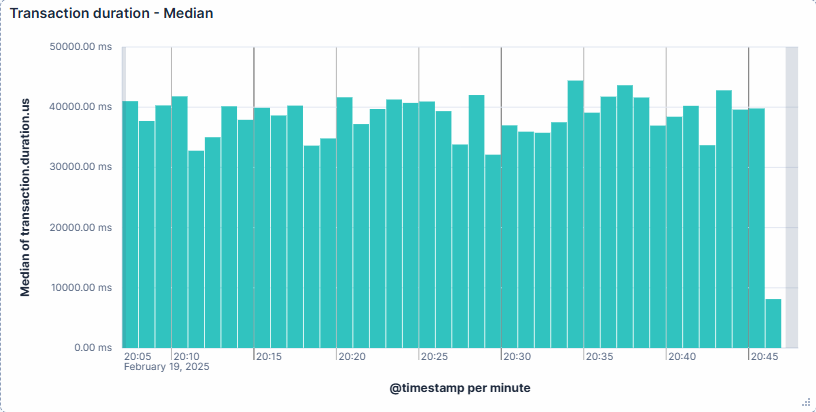 Transaction duration - Median
50000.00 ms
40000.00 ms
30000.00 ms
20000.00 ms
10000.00 ms
0.00 ms
Median of transaction.duration.us
20:05 20:10 20:15 20:20 20:25 20:30 20:35 20:40 20:45
February 19, 2025
@timestamp per minute